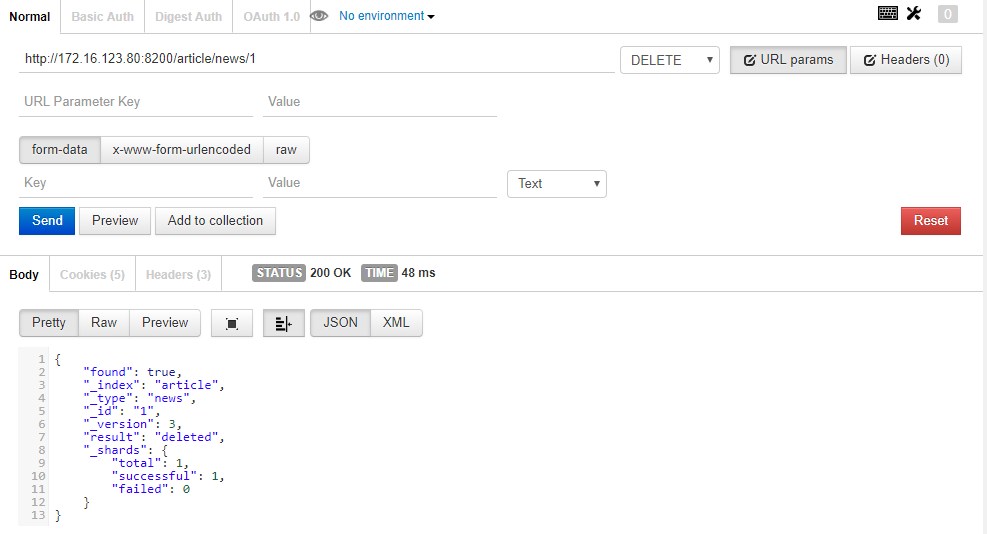 Normal Basic Auth Digest Auth OAuth 1.0 No environment 0
http://172.16.123.80:8200/article/news/1 DELETE URL params Headers (0)
URL Parameter Key Value
form-data x-www-form-urlencoded raw
Key Value Text
Send Preview Add to collection Reset
Body Cookies (5) Headers (3) STATUS 200 OK TIME 48 ms
Pretty Raw Preview JSON XML
1 {
2 "found": true,
3 "_index": "article",
4 "_type": "news",
5 "_id": "1",
6 "_version": 3,
7 "result": "deleted",
8 "_shards": {
9 "total": 1,
10 "successful": 1,
11 "failed": 0
12 }
13 }